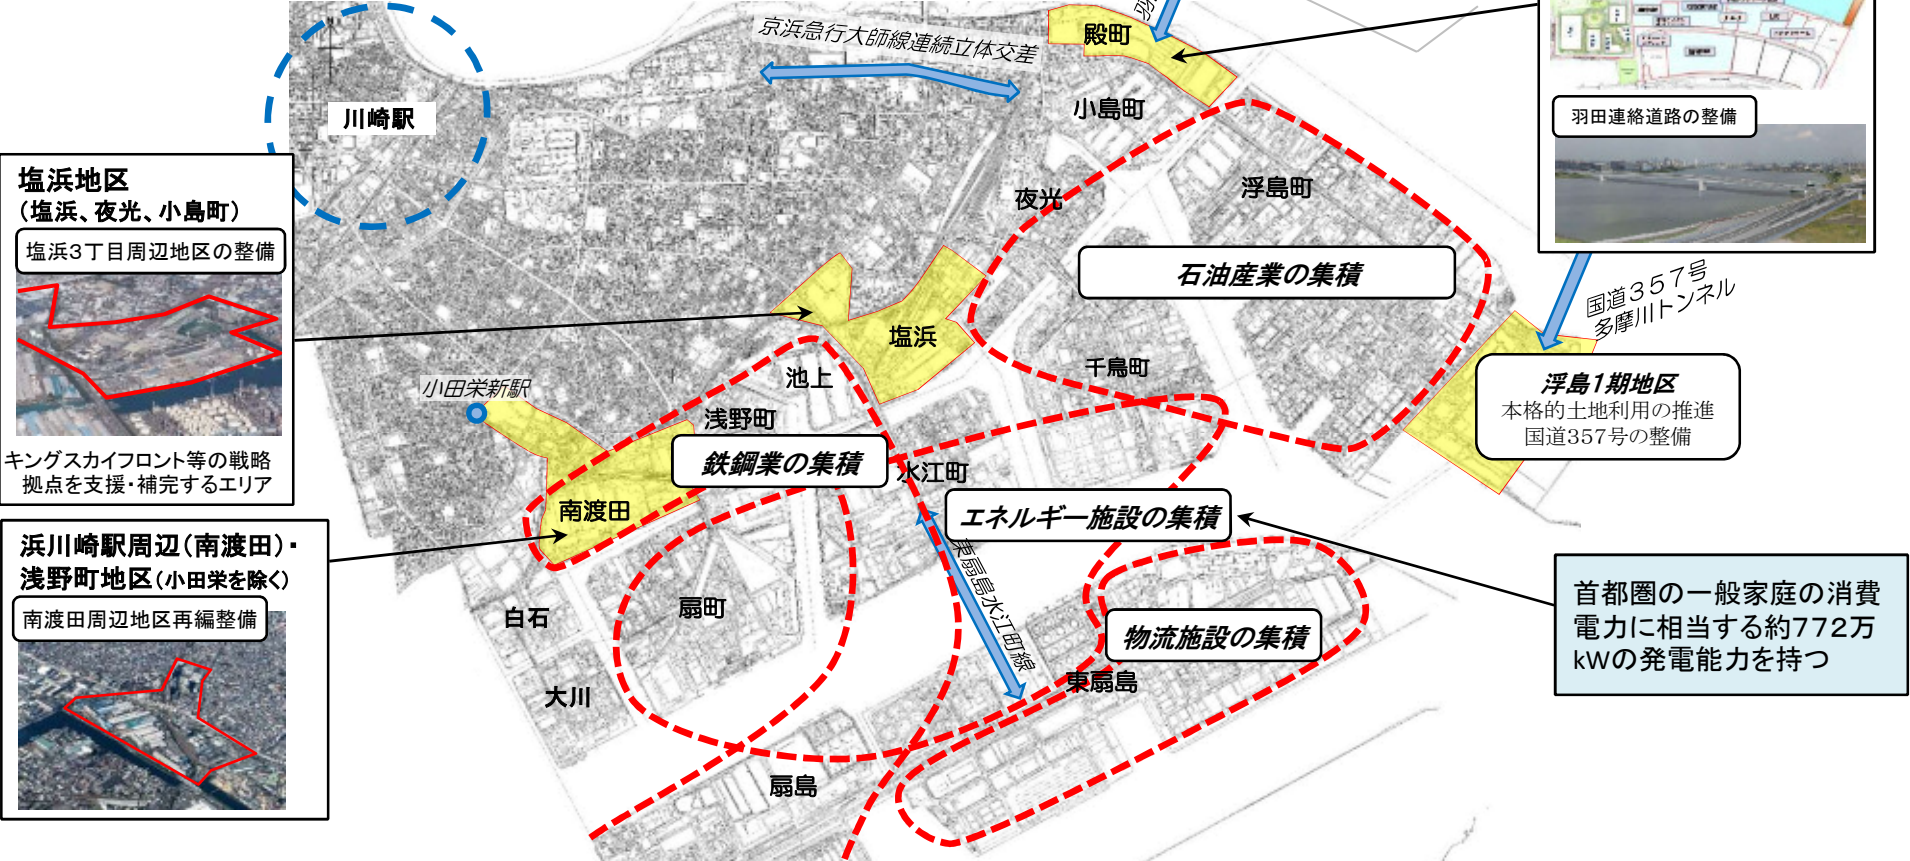 京浜急行大師線連続立体交差
殿町
川崎駅
小島町
羽田連絡道路の整備
塩浜地区
（塩浜、夜光、小島町）
塩浜3丁目周辺地区の整備
キングスカイフロント等の戦略
拠点を支援・補完するエリア
夜光
浮島町
石油産業の集積
国道357号
多摩川トンネル
塩浜
千鳥町
池上
小田栄新駅
浅野町
浮島1期地区
本格的土地利用の推進
国道357号の整備
鉄鋼業の集積
水江町
南渡田
エネルギー施設の集積
浜川崎駅周辺（南渡田）・
浅野町地区（小田栄を除く）
南渡田周辺地区再編整備
東扇島水江町線
首都圏の一般家庭の消費
電力に相当する約772万
kWの発電能力を持つ
白石
扇町
物流施設の集積
大川
東扇島
扇島